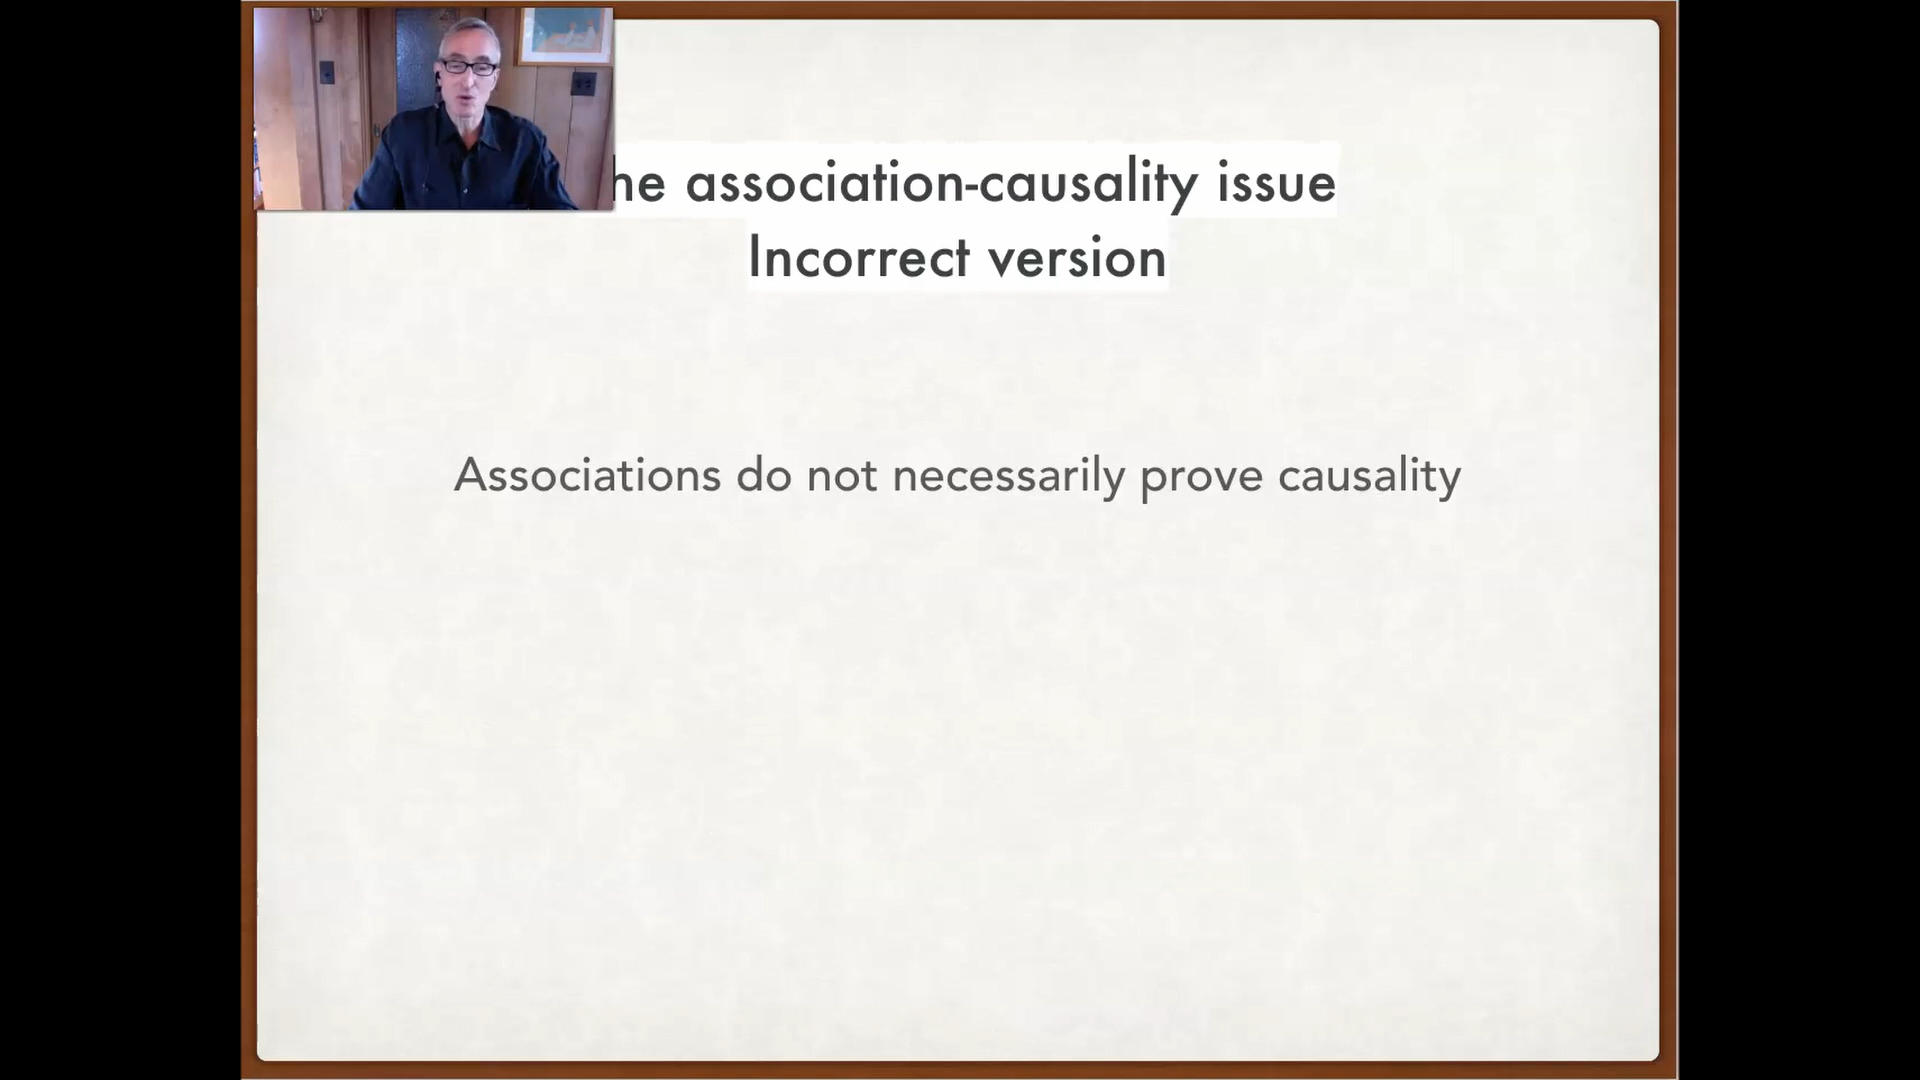 he association-causality issue
Incorrect version
Associations do not necessarily prove causality